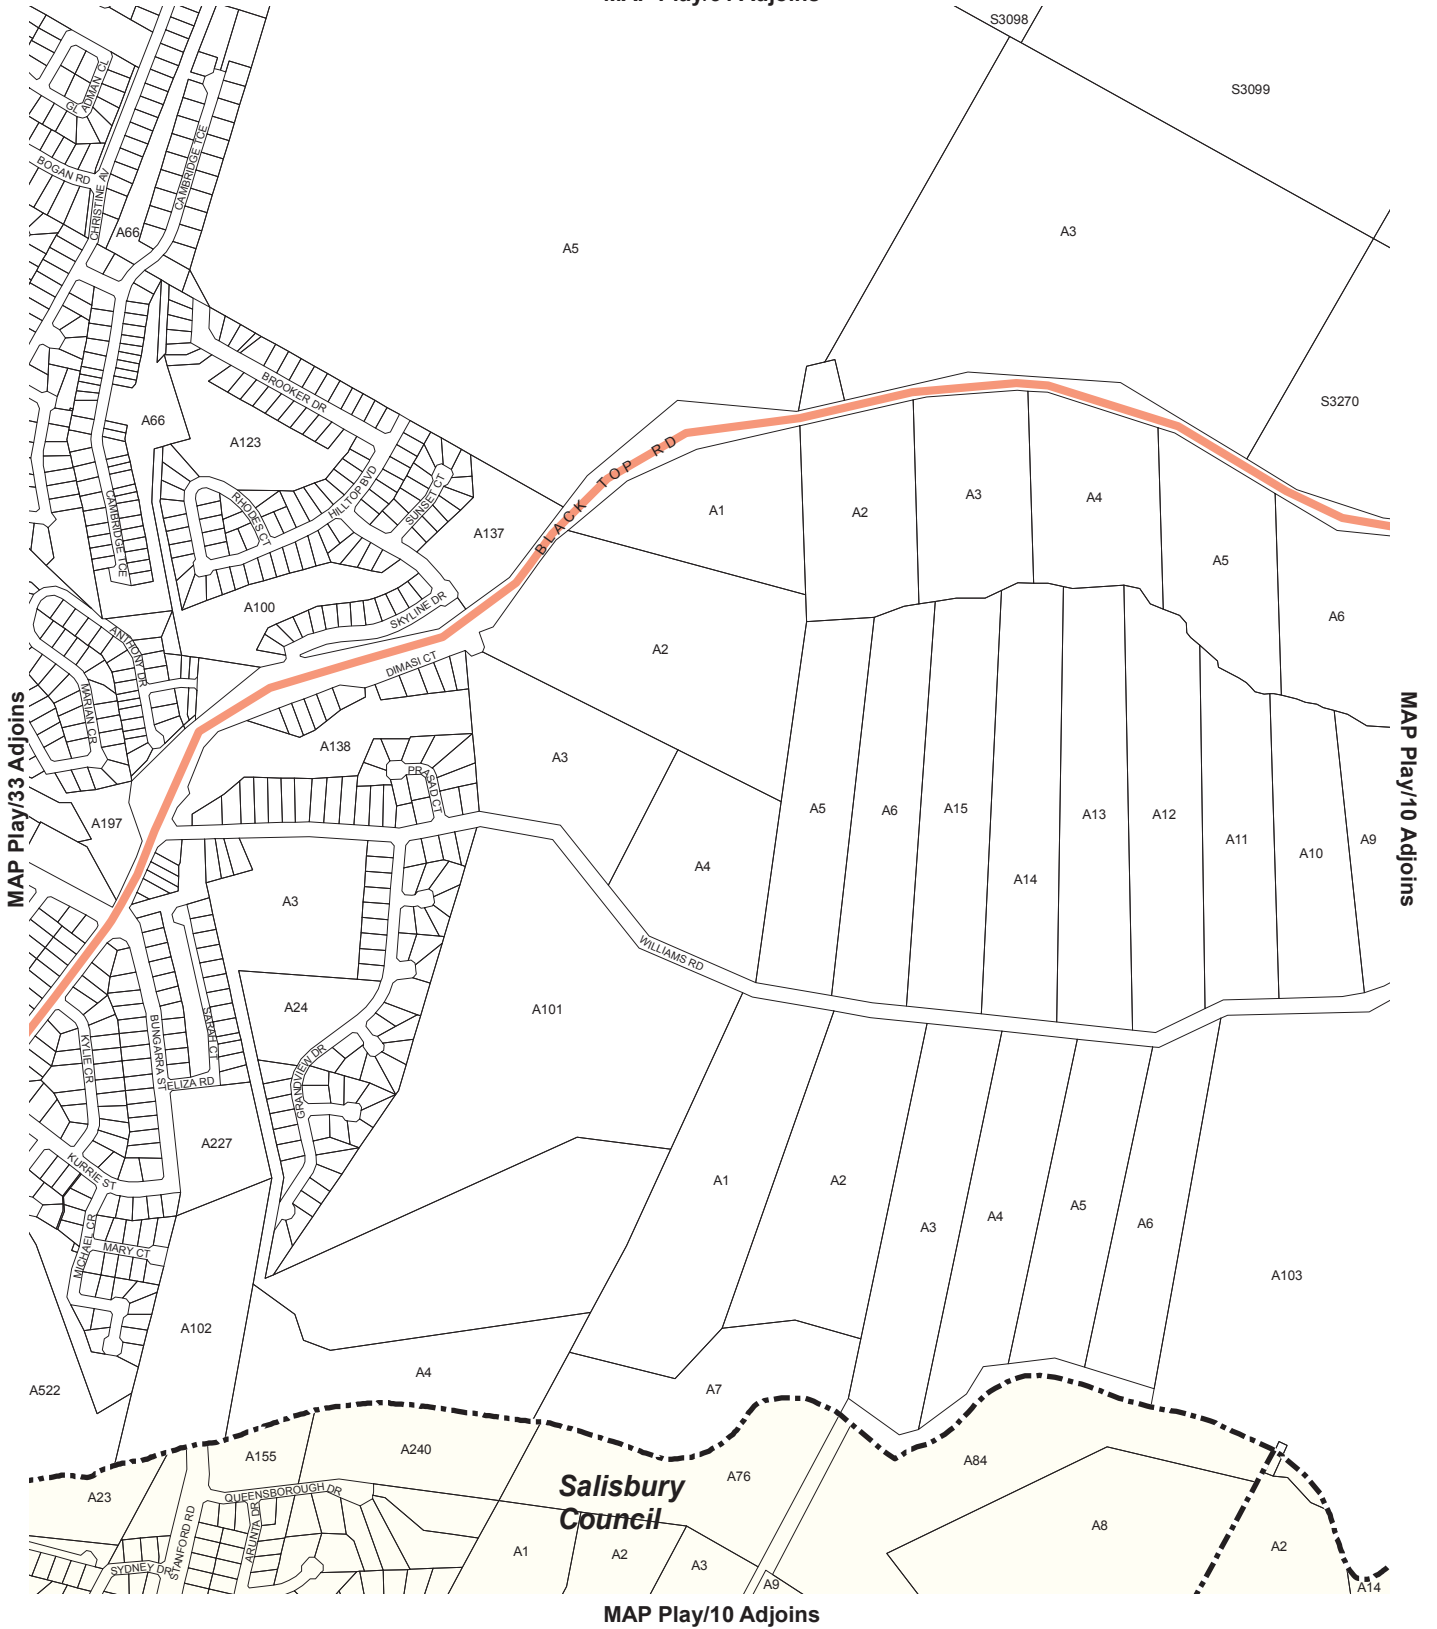 S3098
S3099
GLADMAN CL
BOGAN RD
CHRISTINE AV
CAMBRIDGE TCE
A66
A5
A3
BROOKER DR
S3270
A66
A123
RHODES CT
HILLTOP BVD
SUNSET CT
BLACK TOP RD
CAMBRIDGE TCE
A137
A1
A2
A3
A4
A5
A6
A100
SKYLINE DR
ANTHONY DR
MARIAN CR
DIMASI CT
A2
MAP Play/33 Adjoins
MAP Play/10 Adjoins
A138
PRASAD CT
A3
A197
A4
A5
A6
A15
A14
A13
A12
A11
A10
A9
A3
WILLIAMS RD
A24
A101
SARAH CT
BUNGARRA ST
KYLIE CR
ELIZA RD
GRANDVIEW DR
A227
KURRIE ST
MICHAEL CR
MARY CT
A1
A2
A3
A4
A5
A6
A103
A102
A522
A4
A7
A23
A155
A240
A76
A84
Salisbury
Council
QUEENSBOROUGH DR
STANFORD RD
ARUNTA DR
SYDNEY DR
A1
A2
A3
A9
A8
A2
A14
MAP Play/10 Adjoins